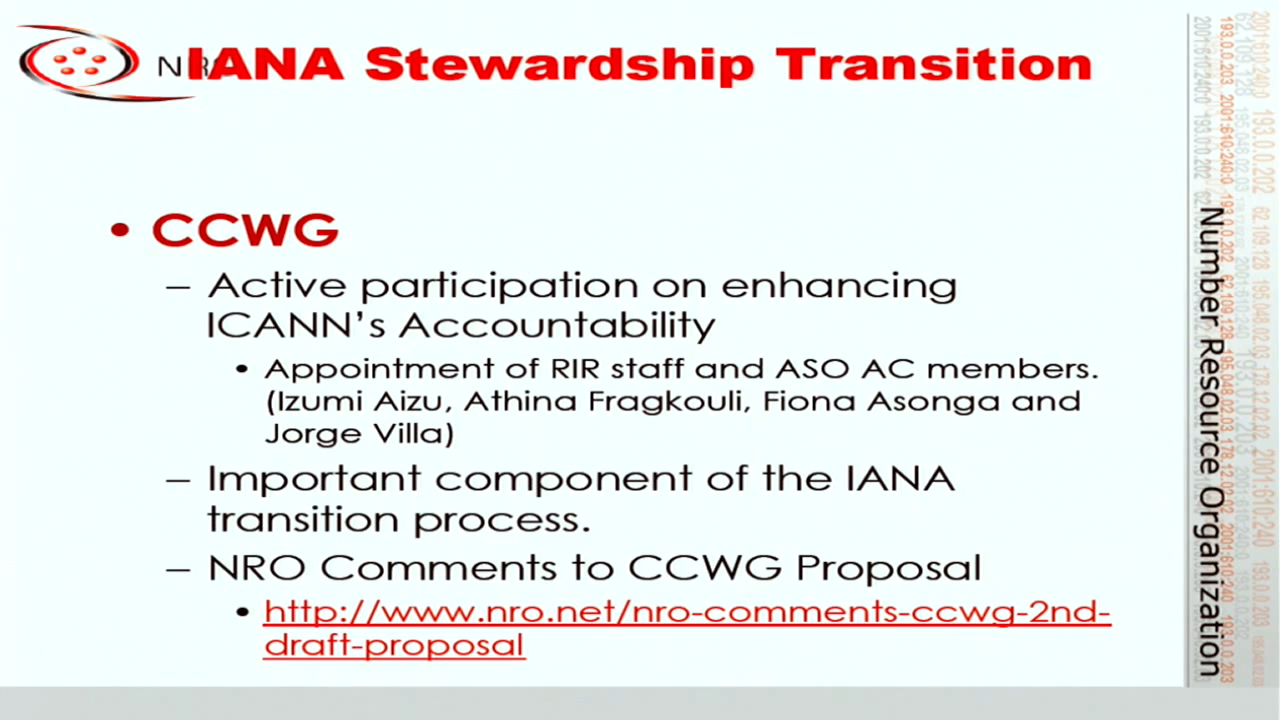 NRO
IANA Stewardship Transition
• CCWG
– Active participation on enhancing
ICANN’s Accountability
• Appointment of RIR staff and ASO AC members.
(Izumi Aizu, Athina Fragkouli, Fiona Asonga and
Jorge Villa)
– Important component of the IANA
transition process.
– NRO Comments to CCWG Proposal
• http://www.nro.net/nro-comments-ccwg-2nd-
draft-proposal
Number Resource Organization